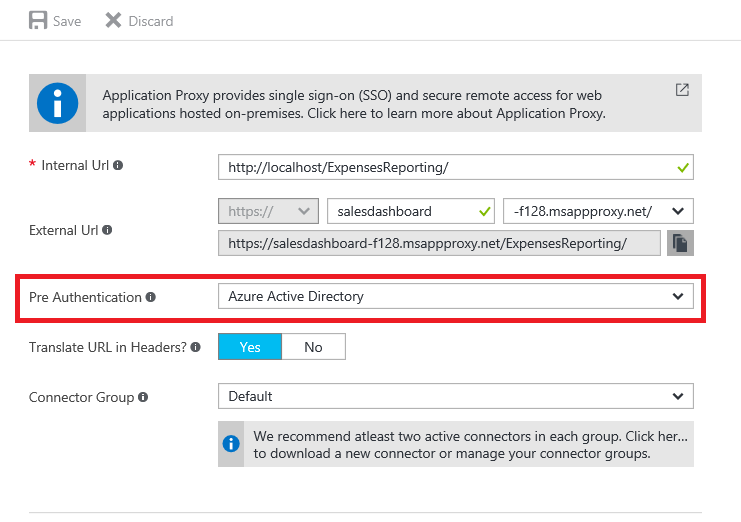 Save Discard
Application Proxy provides single sign-on (SSO) and secure remote access for web
applications hosted on-premises. Click here to learn more about Application Proxy.
* Internal Url
http://localhost/ExpensesReporting/
External Url
https:// salesdashboard -f128.msappproxy.net/
https://salesdashboard-f128.msappproxy.net/ExpensesReporting/
Pre Authentication
Azure Active Directory
Translate URL in Headers?
Yes No
Connector Group
Default
We recommend atleast two active connectors in each group. Click her...
to download a new connector or manage your connector groups.